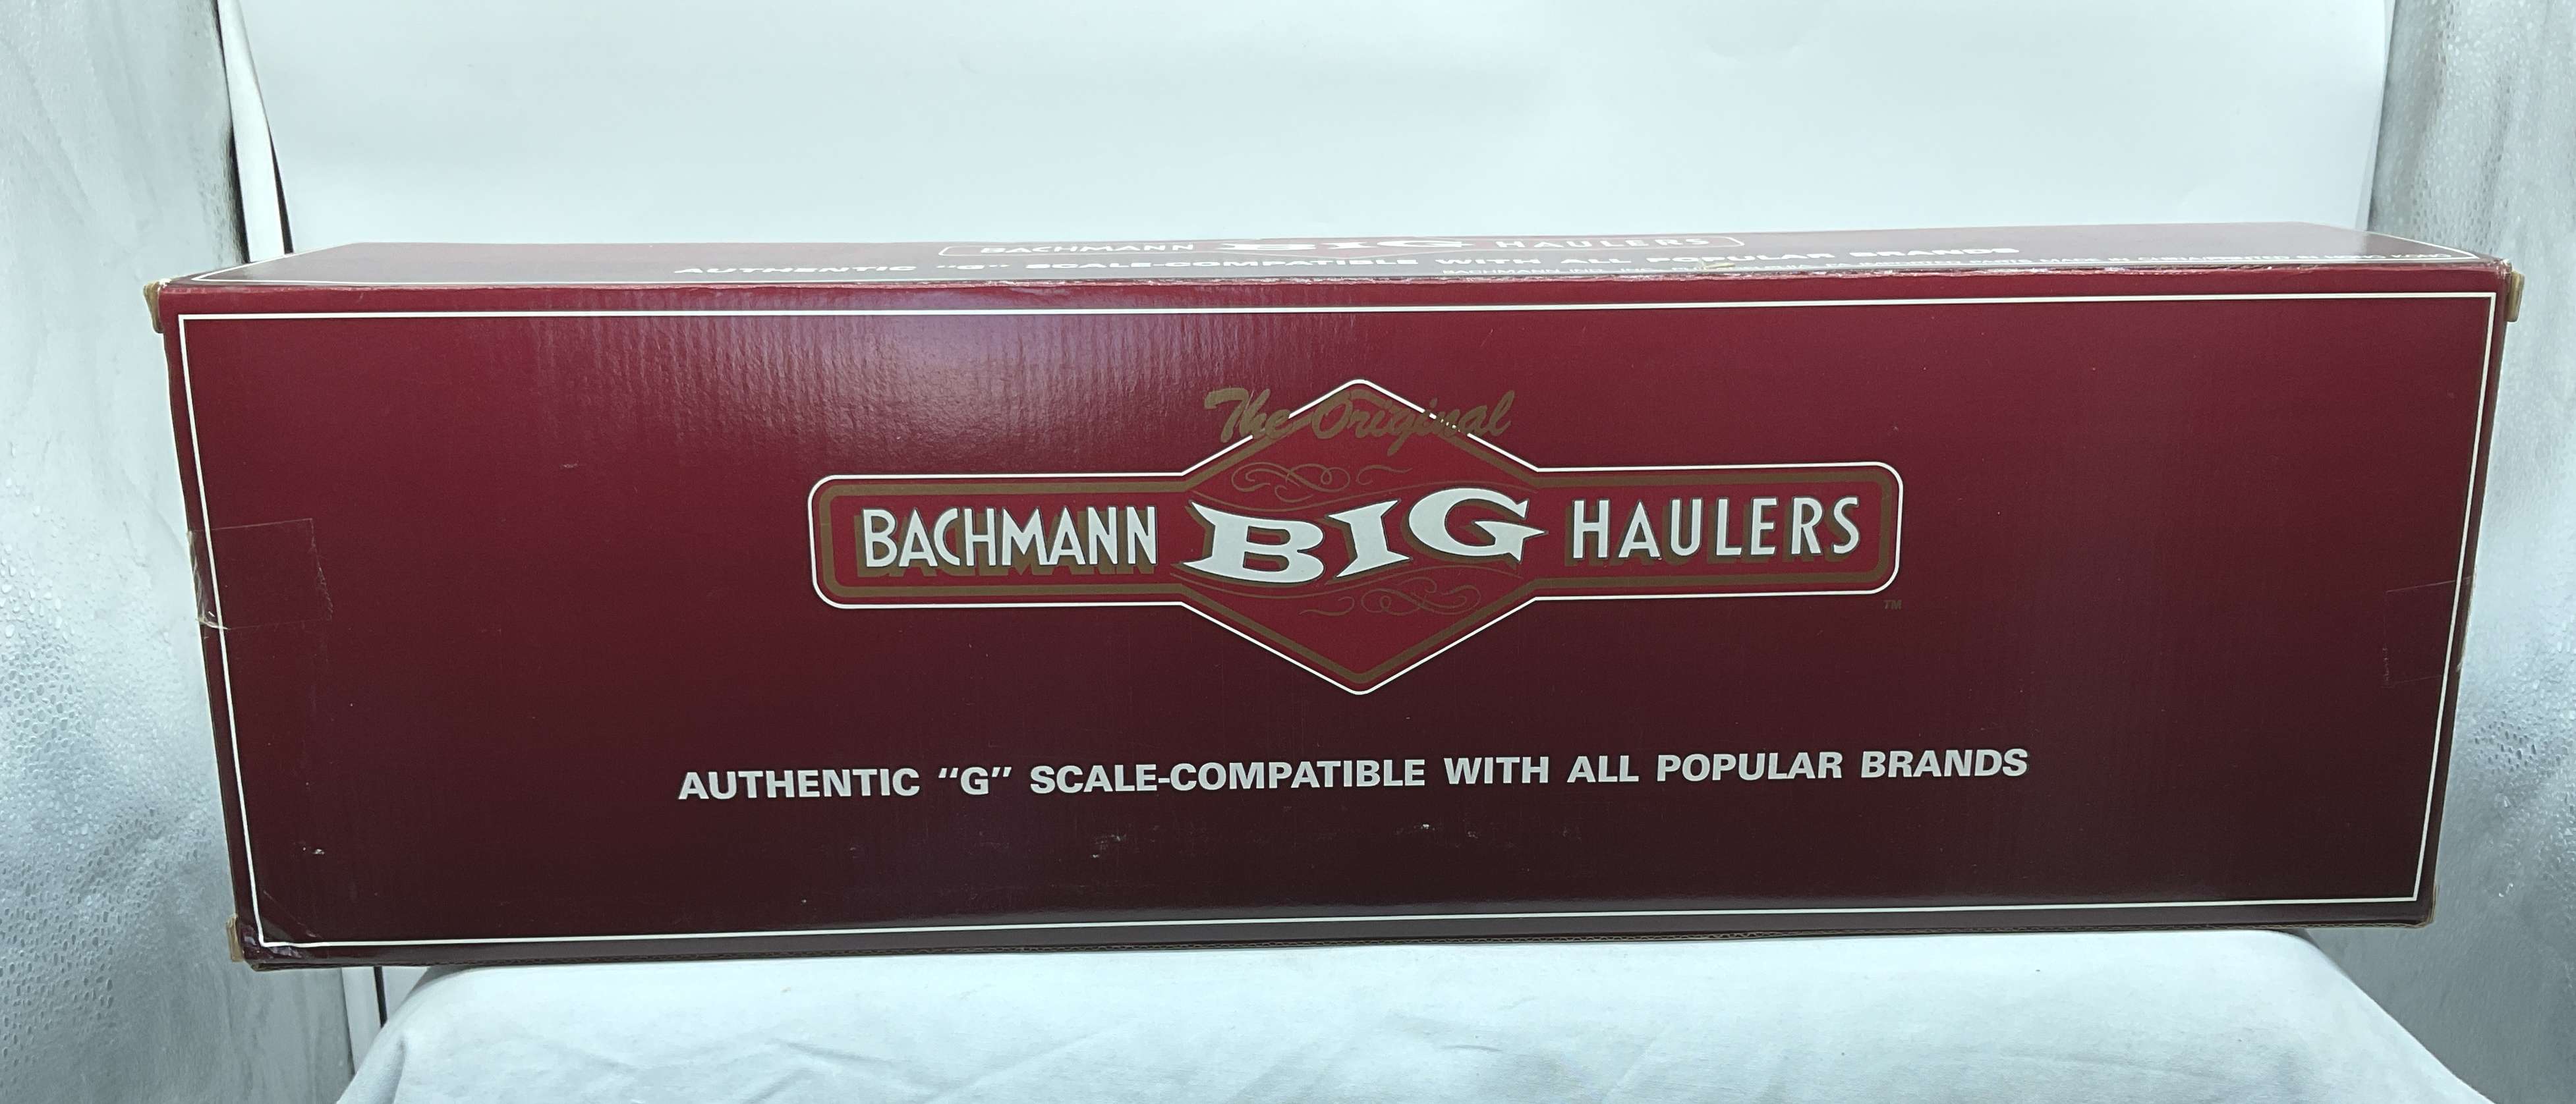 BACHMANN BIG HAULERS
AUTHENTIC "G" SCALE-COMPATIBLE WITH ALL POPULAR BRANDS
The Original
BACHMANN BIG HAULERS
TM
AUTHENTIC "G" SCALE-COMPATIBLE WITH ALL POPULAR BRANDS